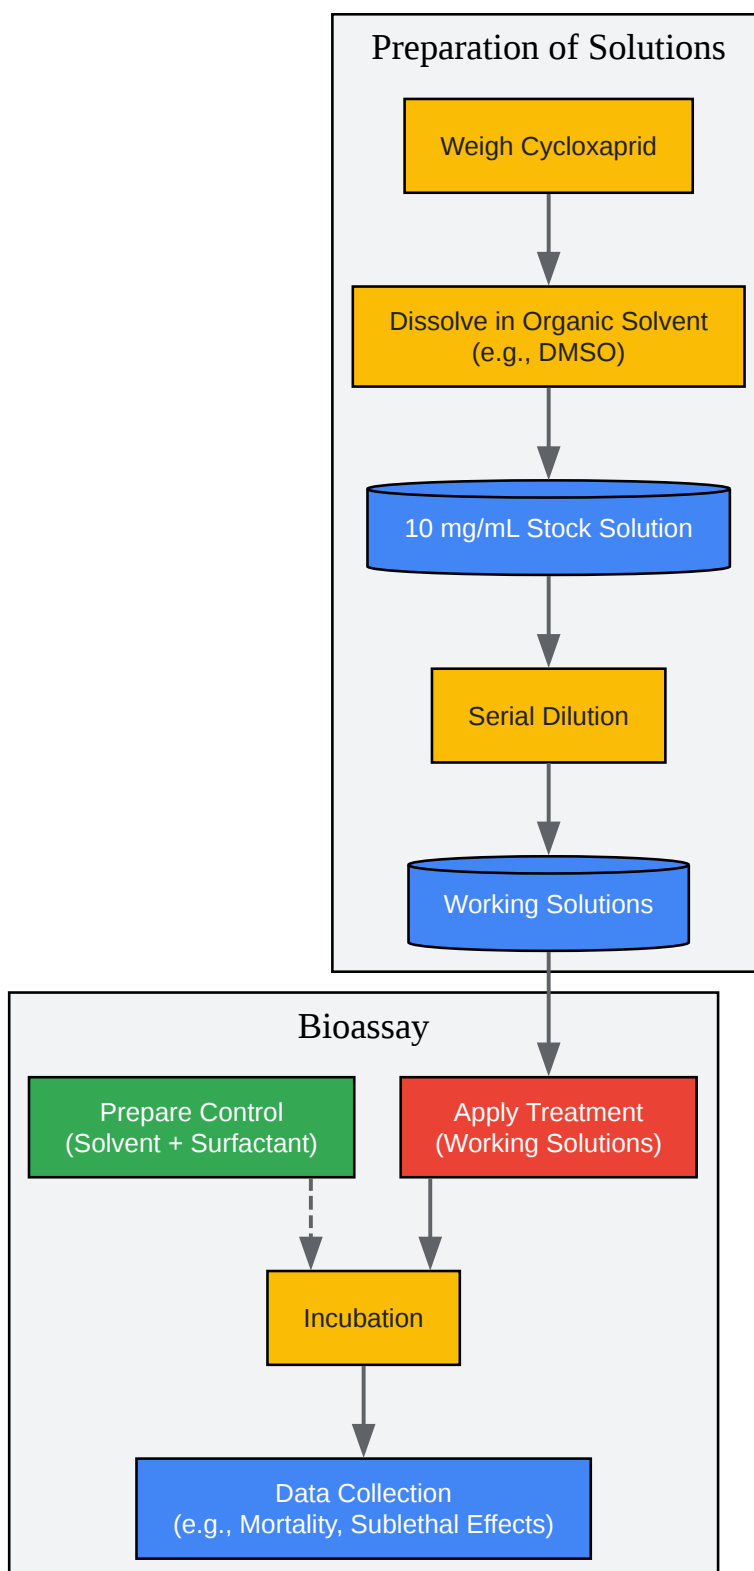 Preparation of Solutions
Weigh Cycloxaprid
Dissolve in Organic Solvent
(e.g., DMSO)
10 mg/mL Stock Solution
Serial Dilution
Working Solutions
Bioassay
Prepare Control
(Solvent + Surfactant)
Apply Treatment
(Working Solutions)
Incubation
Data Collection
(e.g., Mortality, Sublethal Effects)